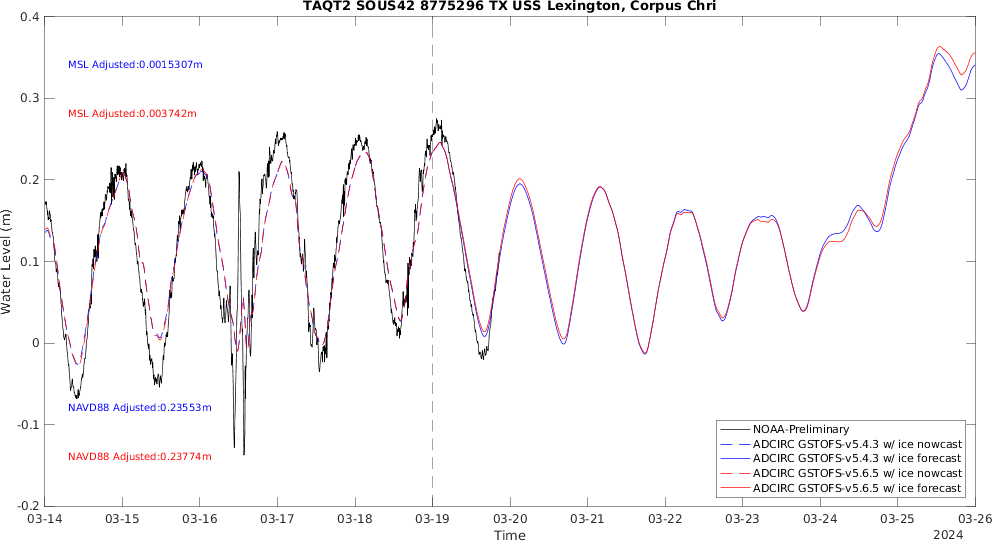 TAQT2 SOUS42 8775296 TX USS Lexington, Corpus Chri
0.4
0.3
0.2
0.1
0
-0.1
-0.2
Water Level (m)
MSL Adjusted:0.0015307m
MSL Adjusted:0.003742m
NAVD88 Adjusted:0.23553m
NAVD88 Adjusted:0.23774m
NOAA-Preliminary
ADCIRC GSTOFS-v5.4.3 w/ ice nowcast
ADCIRC GSTOFS-v5.4.3 w/ ice forecast
ADCIRC GSTOFS-v5.6.5 w/ ice nowcast
ADCIRC GSTOFS-v5.6.5 w/ ice forecast
03-14 03-15 03-16 03-17 03-18 03-19 03-20 03-21 03-22 03-23 03-24 03-25 03-26
Time
2024